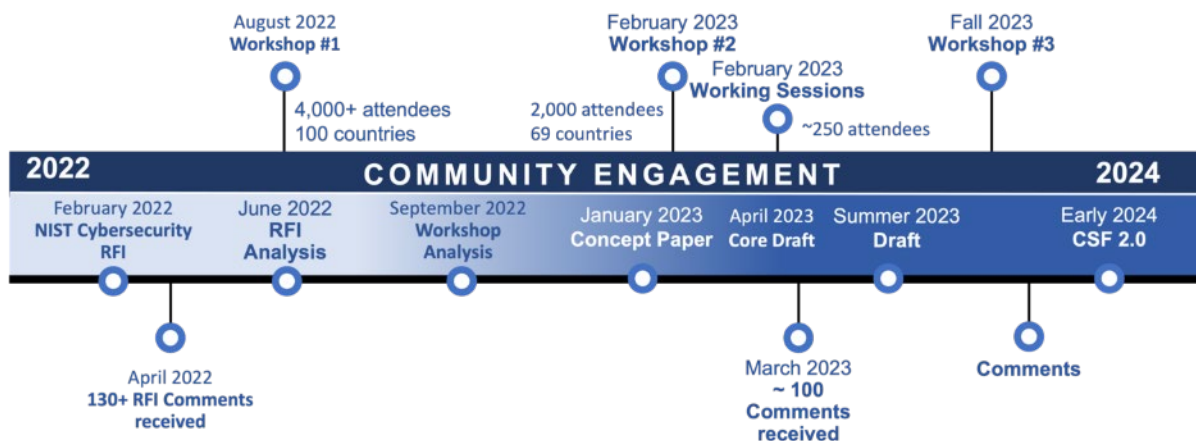 August 2022
Workshop #1
4,000+ attendees
100 countries
February 2023
Workshop #2
2,000 attendees
69 countries
February 2023
Working Sessions
~250 attendees
Fall 2023
Workshop #3
2022
COMMUNITY ENGAGEMENT
2024
February 2022
NIST Cybersecurity
RFI
June 2022
RFI
Analysis
September 2022
Workshop
Analysis
January 2023
Concept Paper
April 2023
Core Draft
Summer 2023
Draft
Early 2024
CSF 2.0
April 2022
130+ RFI Comments
received
March 2023
~ 100
Comments
received
Comments